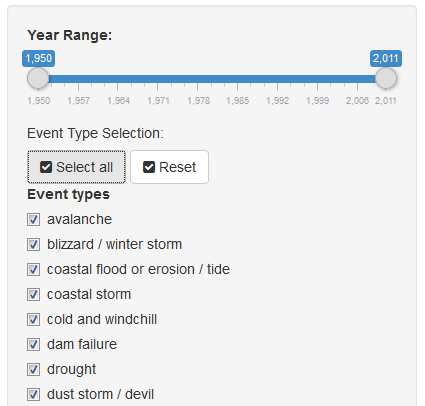 Year Range:
1,950 2,011
1,950 1,957 1,964 1,971 1,978 1,985 1,992 1,999 2,006 2,011
Event Type Selection:
Select all Reset
Event types
avalanche
blizzard / winter storm
coastal flood or erosion / tide
coastal storm
cold and windchill
dam failure
drought
dust storm / devil